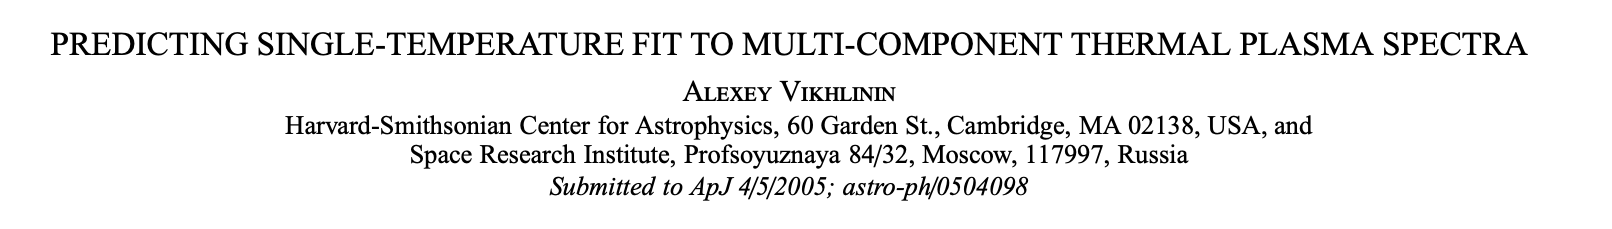 PREDICTING SINGLE-TEMPERATURE FIT TO MULTI-COMPONENT THERMAL PLASMA SPECTRA
ALEXEY VIKHLININ
Harvard-Smithsonian Center for Astrophysics, 60 Garden St., Cambridge, MA 02138, USA, and
Space Research Institute, Profsoyuznaya 84/32, Moscow, 117997, Russia
Submitted to ApJ 4/5/2005; astro-ph/0504098